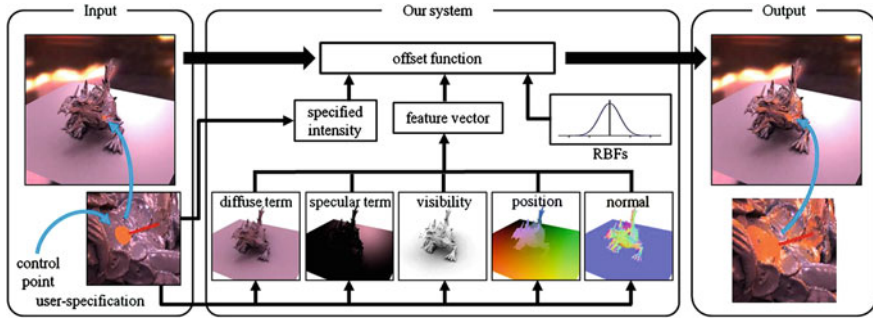 Input
Our system
Output
offset function
specified
intensity
feature vector
RBFs
diffuse term
specular term
visibility
position
normal
control
point
user-specification